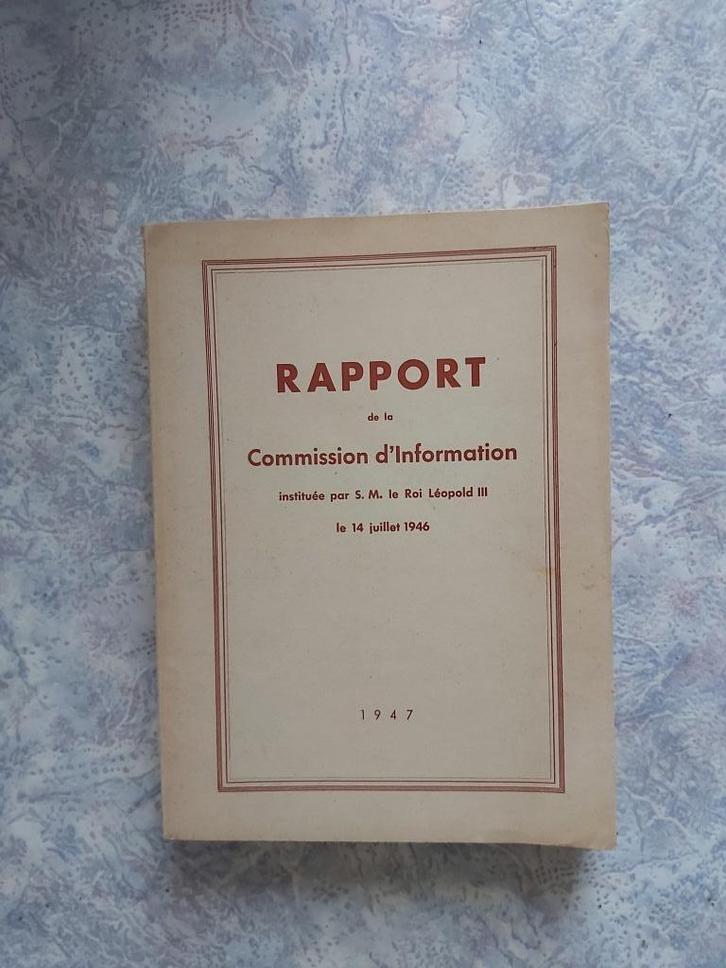 RAPPORT
de la
Commission d'Information
instituée par S. M. le Roi Léopold III
le 14 juillet 1946
1947